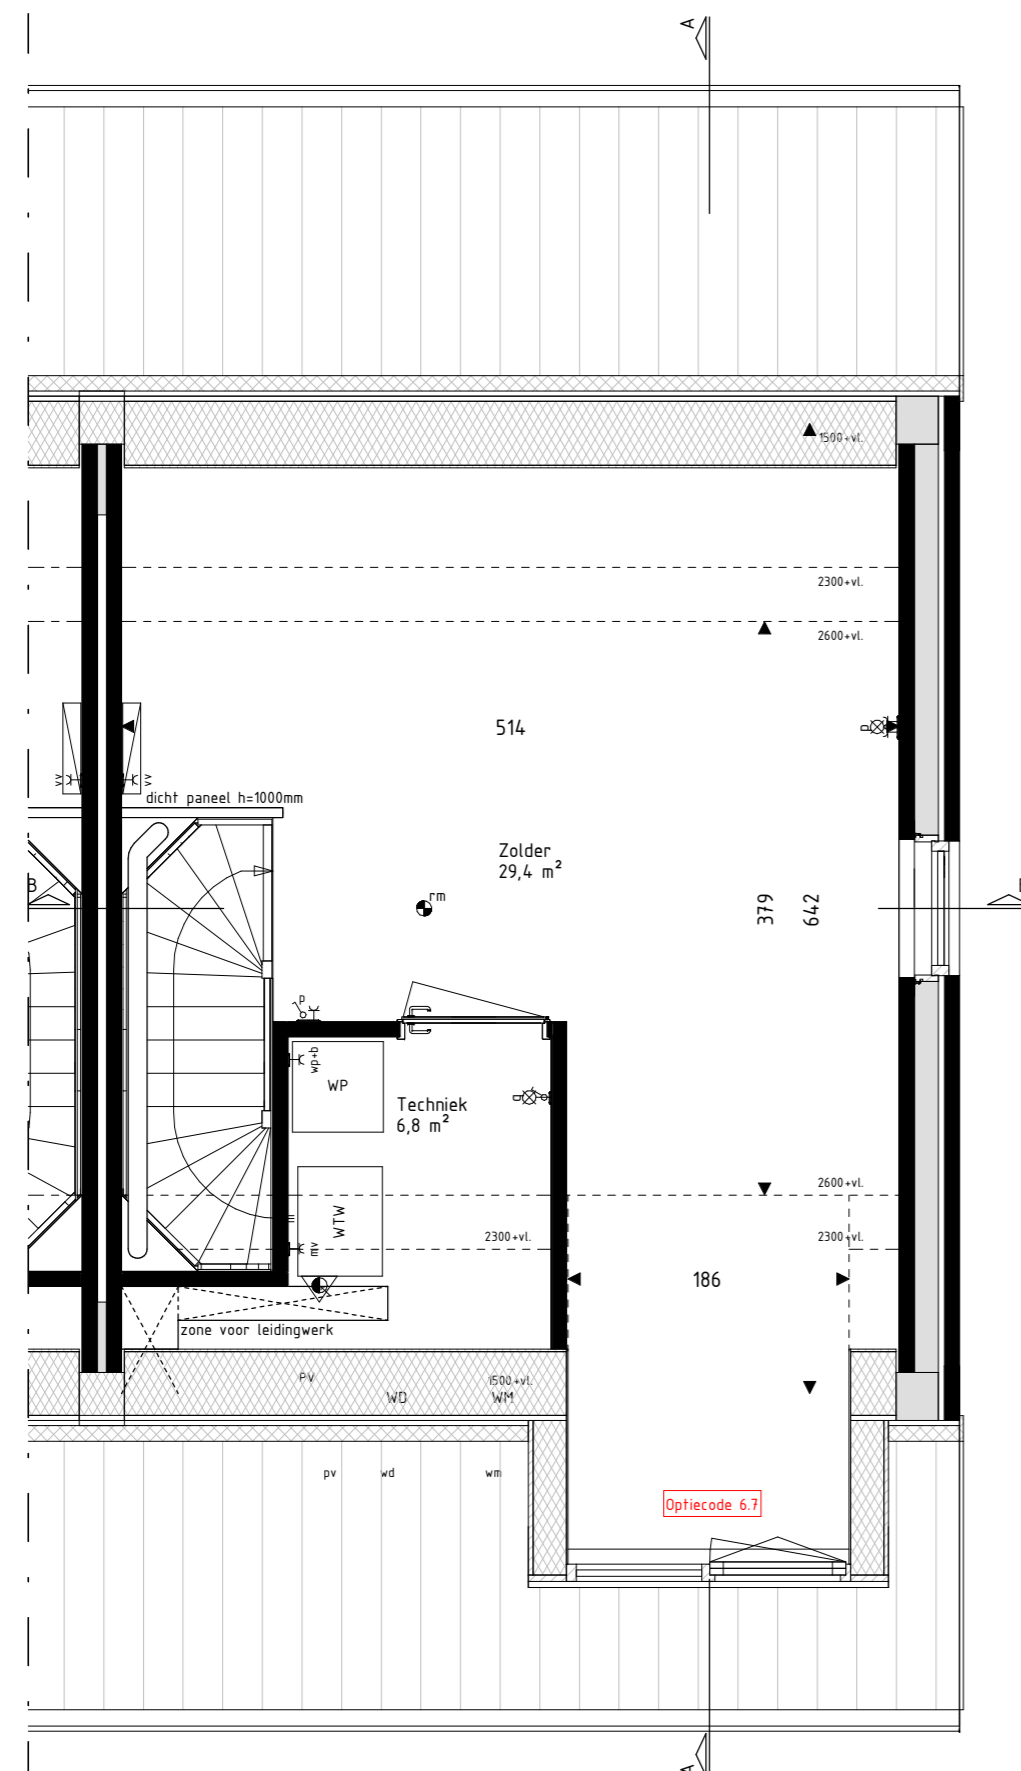 A
1500+vl.
2300+vl.
2600+vl.
514
p
vv
vv
dicht paneel h=1000mm
Zolder
29,4 m²
B
rm
379
642
p
wp+b
WP
Techniek
6,8 m²
g
WTW
m
mv
2600+vl.
2300+vl.
2300+vl.
186
zone voor leidingwerk
PV
1500+vl.
WD
WM
pv
wd
wm
Optiecode 6.7
A